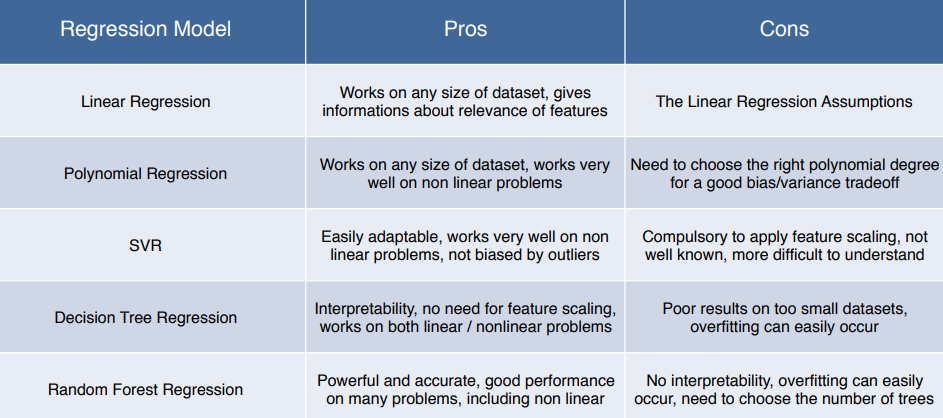 Regression Model
Pros
Cons
Linear Regression
Works on any size of dataset, gives
informations about relevance of features
The Linear Regression Assumptions
Polynomial Regression
Works on any size of dataset, works very
well on non linear problems
Need to choose the right polynomial degree
for a good bias/variance tradeoff
SVR
Easily adaptable, works very well on non
linear problems, not biased by outliers
Compulsory to apply feature scaling, not
well known, more difficult to understand
Decision Tree Regression
Interpretability, no need for feature scaling,
works on both linear / nonlinear problems
Poor results on too small datasets,
overfitting can easily occur
Random Forest Regression
Powerful and accurate, good performance
on many problems, including non linear
No interpretability, overfitting can easily
occur, need to choose the number of trees